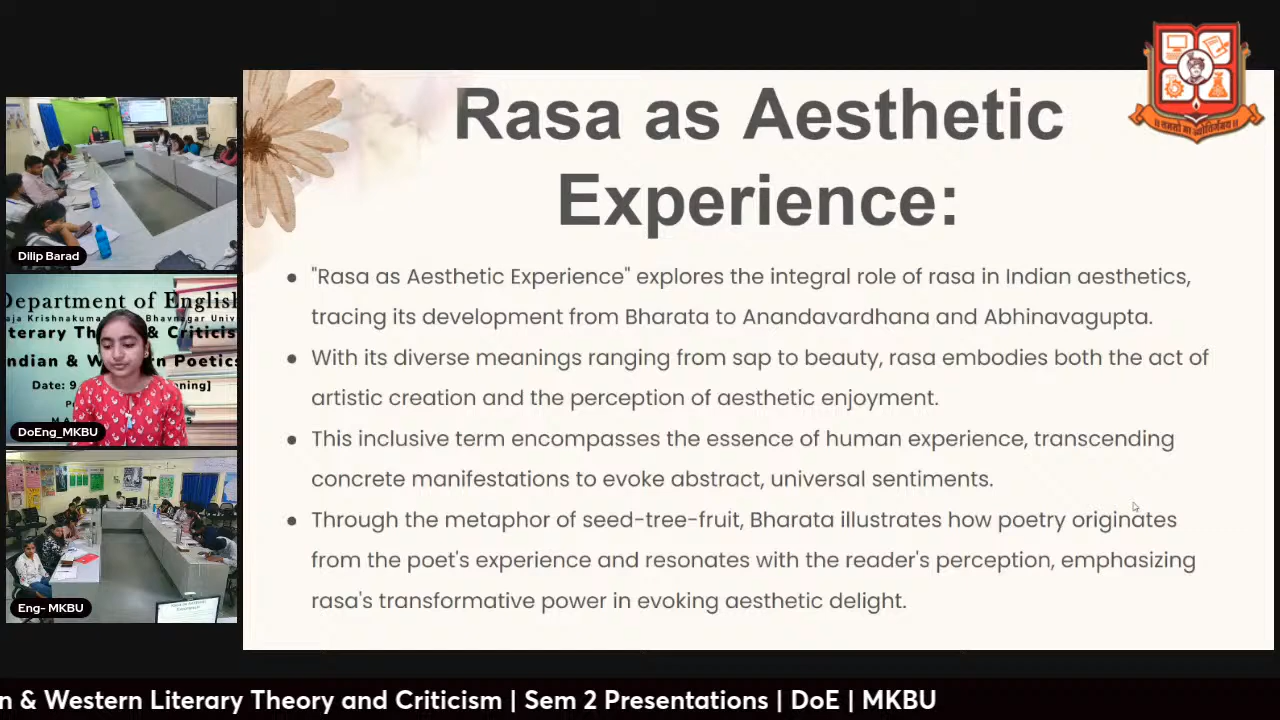 Rasa as Aesthetic
Experience:
● "Rasa as Aesthetic Experience" explores the integral role of rasa in Indian aesthetics,
tracing its development from Bharata to Anandavardhna and Abhinavagupta.
● With its diverse meanings ranging from sap to beauty, rasa embodies both the act of
artistic creation and the perception of aesthetic enjoyment.
● This inclusive term encompasses the essence of human experience, transcending
concrete manifestations to evoke abstract, universal sentiments.
● Through the metaphor of seed-tree-fruit, Bharata illustrates how poetry originates
from the poet's experience and resonates with the reader's perception, emphasizing
rasa's transformative power in evoking aesthetic delight.
Dilip Barad
Department of English
Bhavnagar
& Criticis
ndian & Western Poetics
Date: 9
DoEng_MKBU
Eng- MKBU
n & Western Literary Theory and Criticism | Sem 2 Presentations | DoE | MKBU